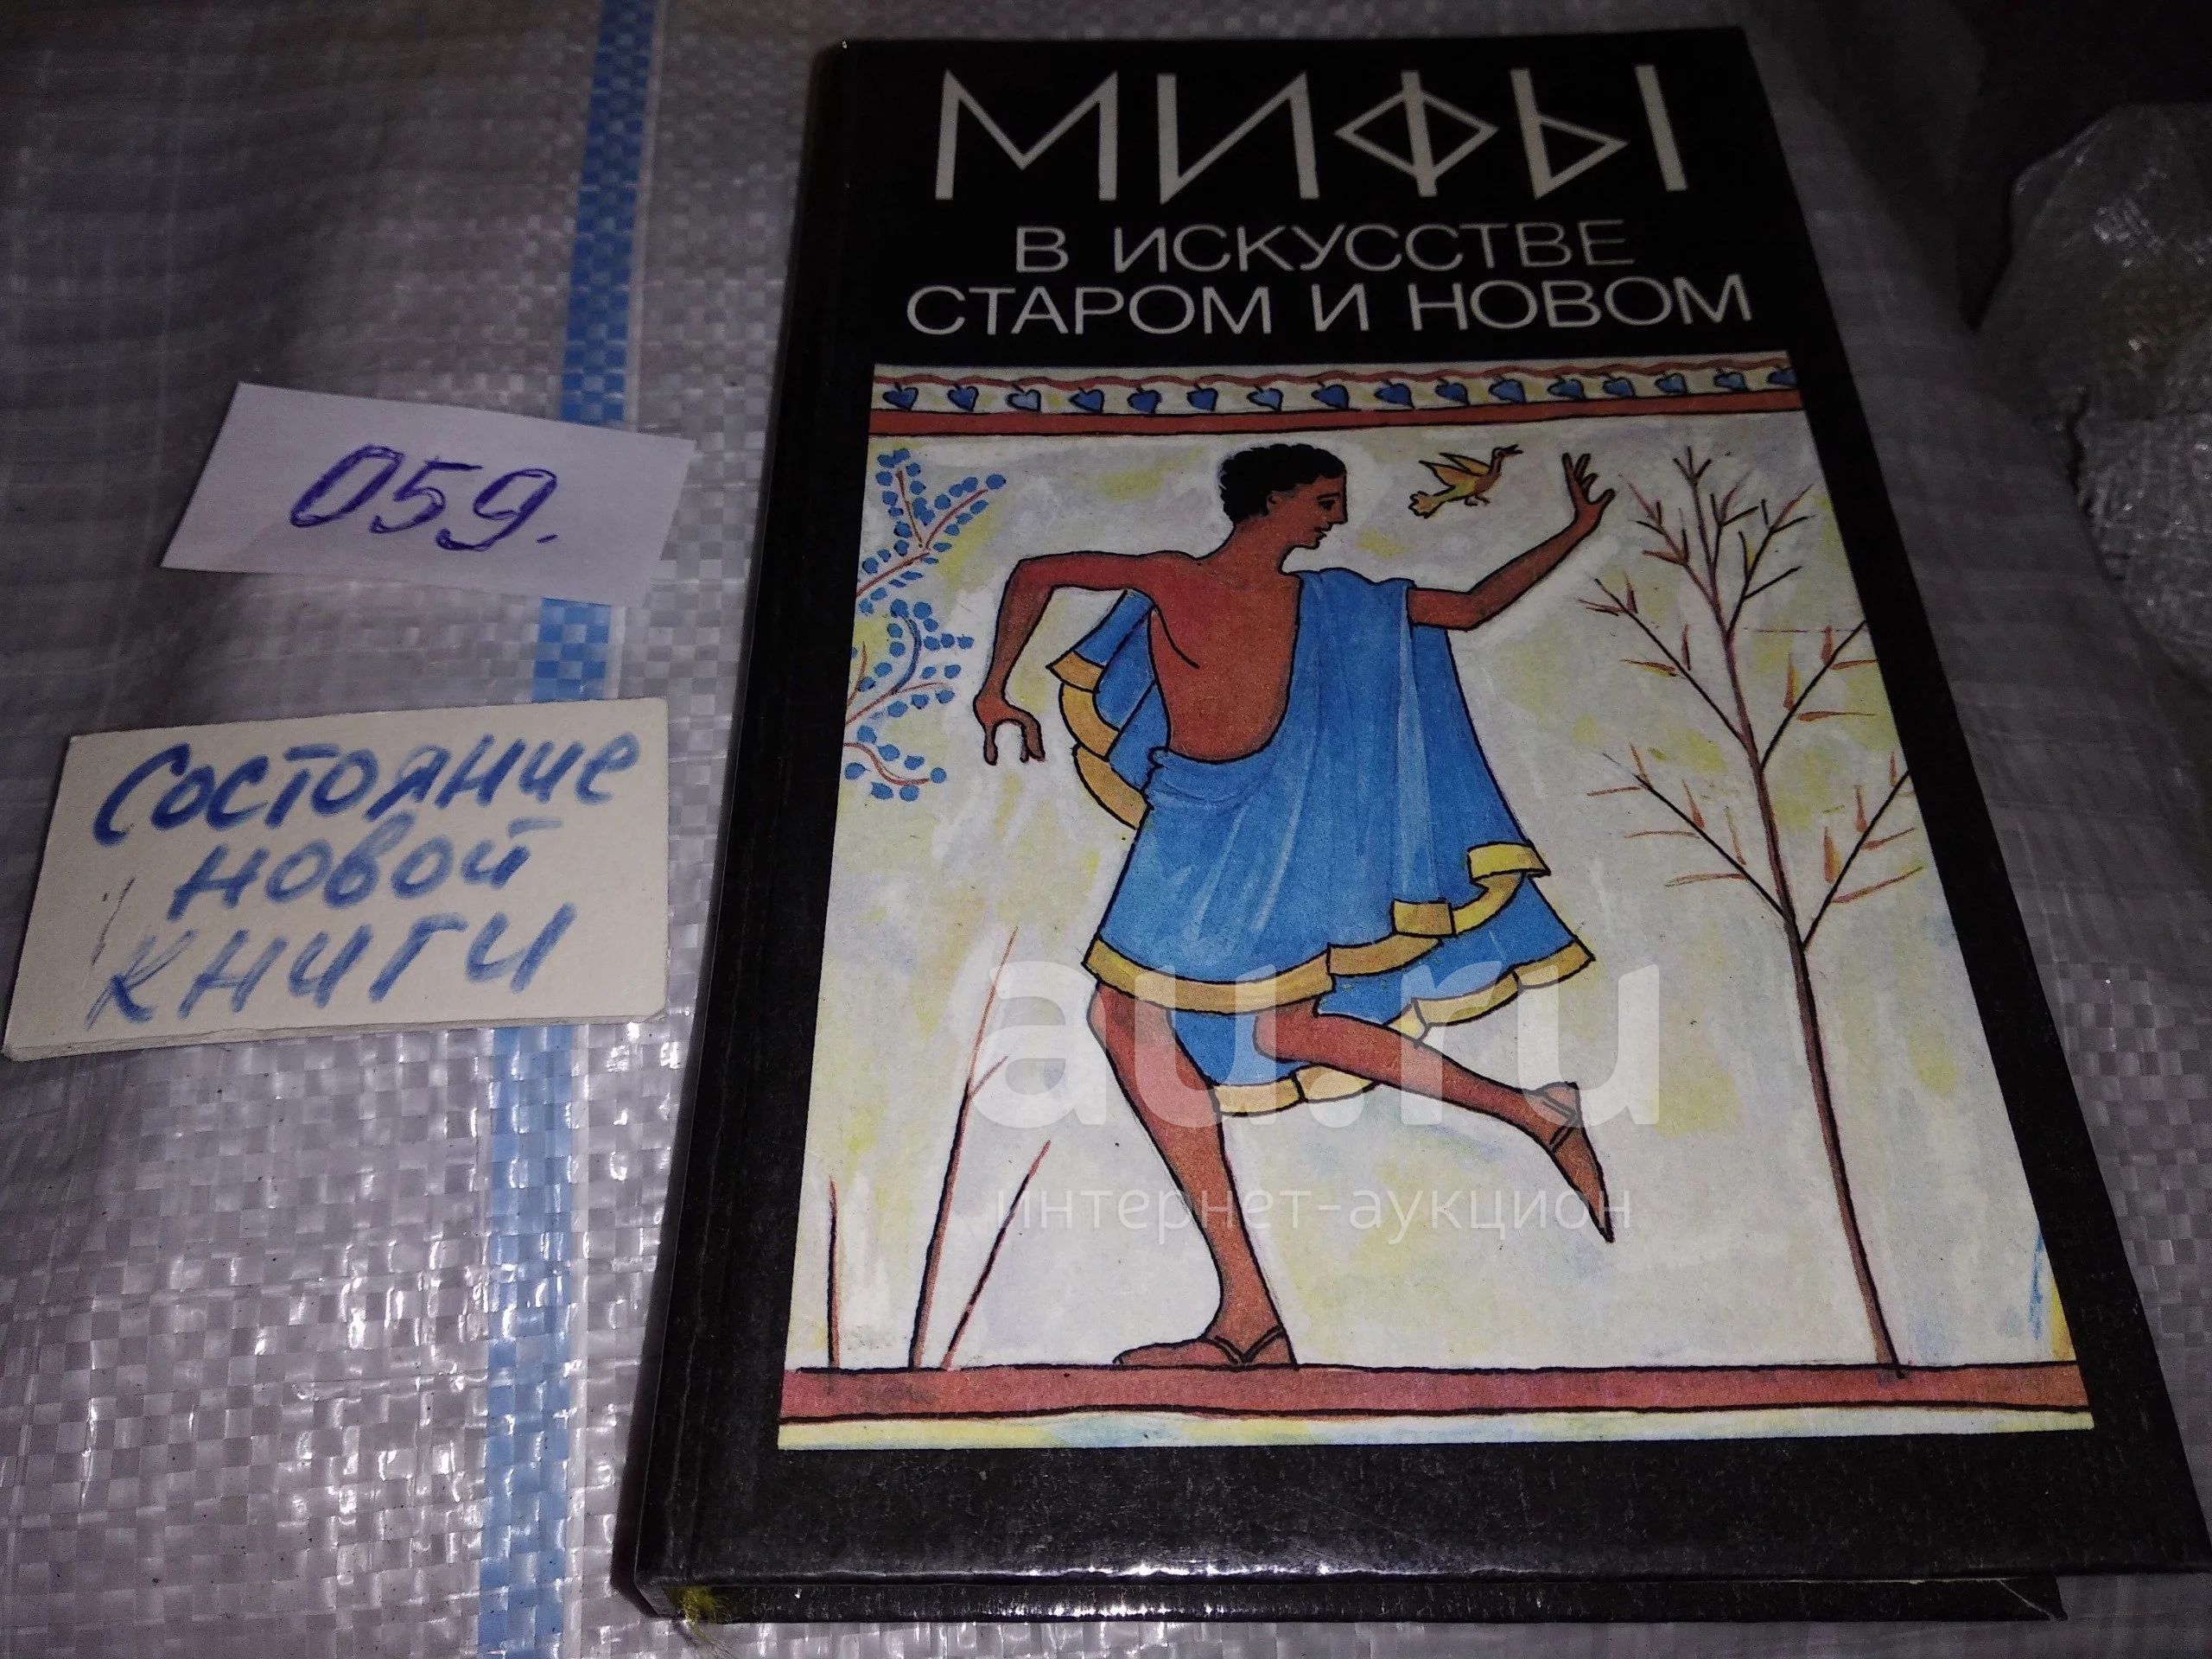 МИФЫ
В ИСКУССТВЕ
СТАРОМ И НОВОМ
059.
Состояние
новой
книги
au.ru
интернет-аукцион